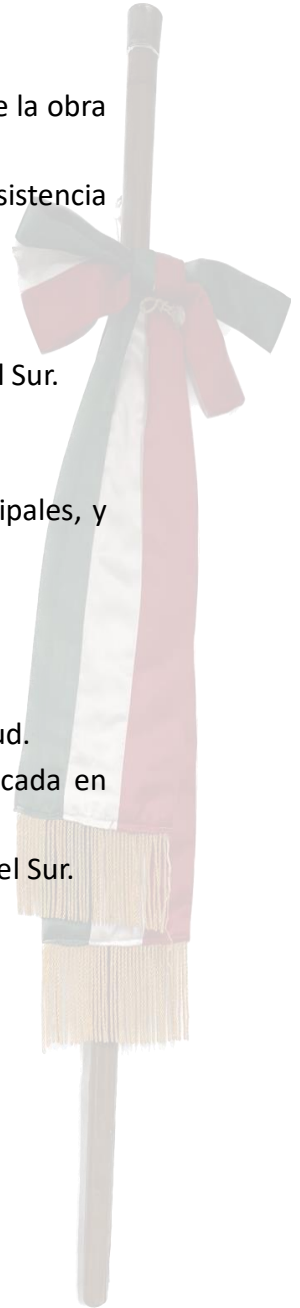 e la obra
sistencia
l Sur.
ipales, y
ud.
cada en
el Sur.